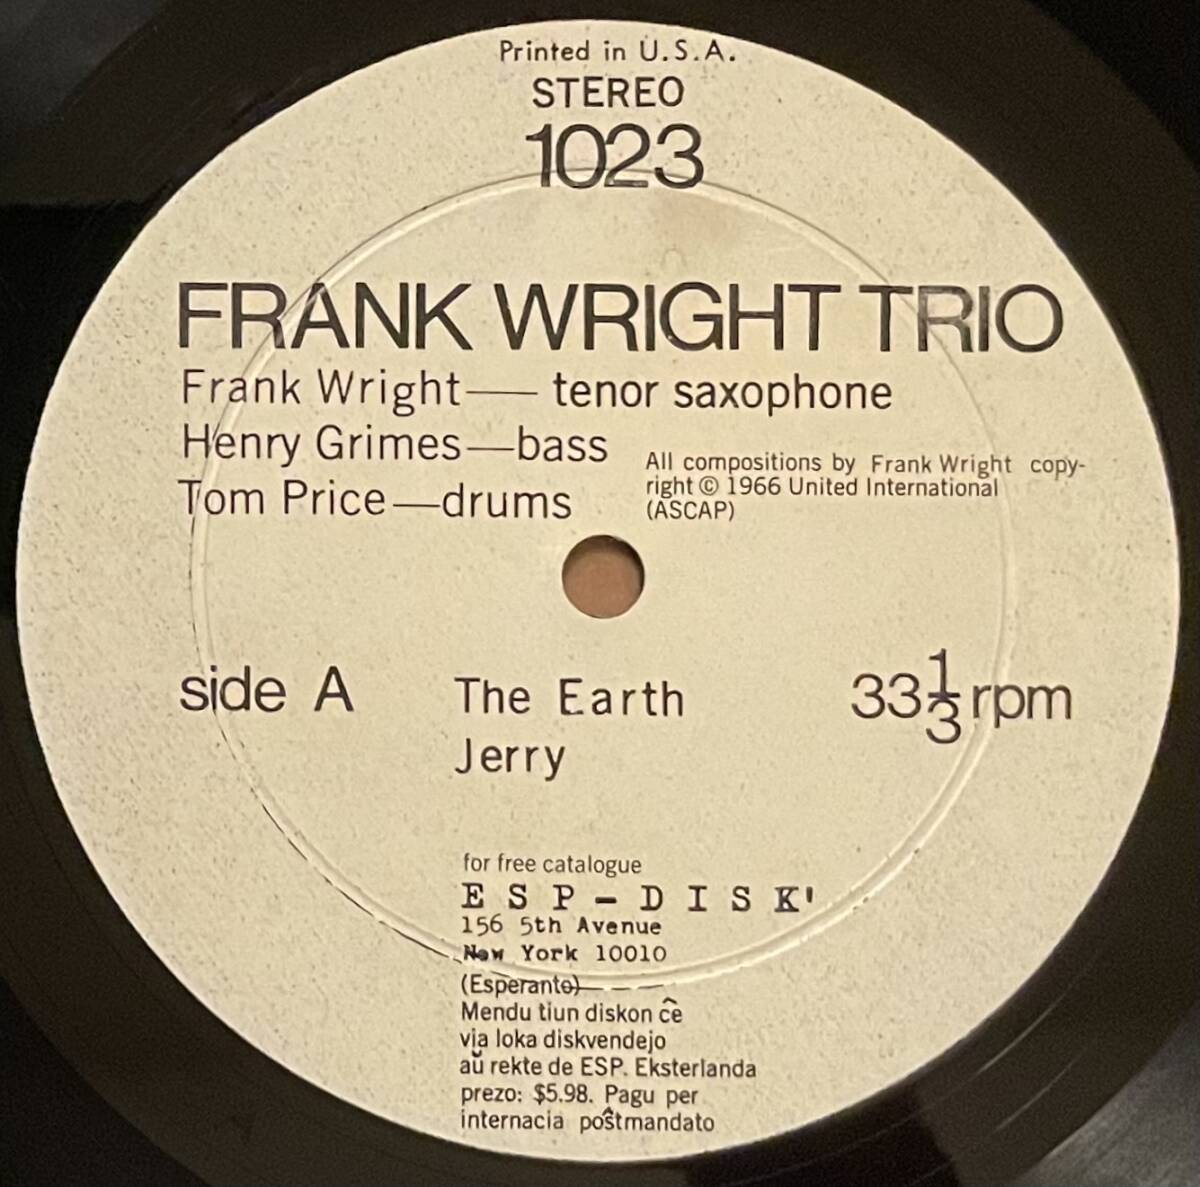 Printed in U.S.A.
STEREO
1023
FRANK WRIGHT TRIO
Frank Wright — tenor saxophone
Henry Grimes — bass
Tom Price — drums
All compositions by Frank Wright copy-
right © 1966 United International
(ASCAP)
side A
The Earth
Jerry
33 1/3 rpm
for free catalogue
ESP-DISK'
156 5th Avenue
New York 10010
(Esperanto)
Mendu tiun diskon ĉe
via loka diskvendejo
aŭ rekte de ESP. Eksterlanda
prezo: $5.98. Pagu per
internacia poŝtmandato